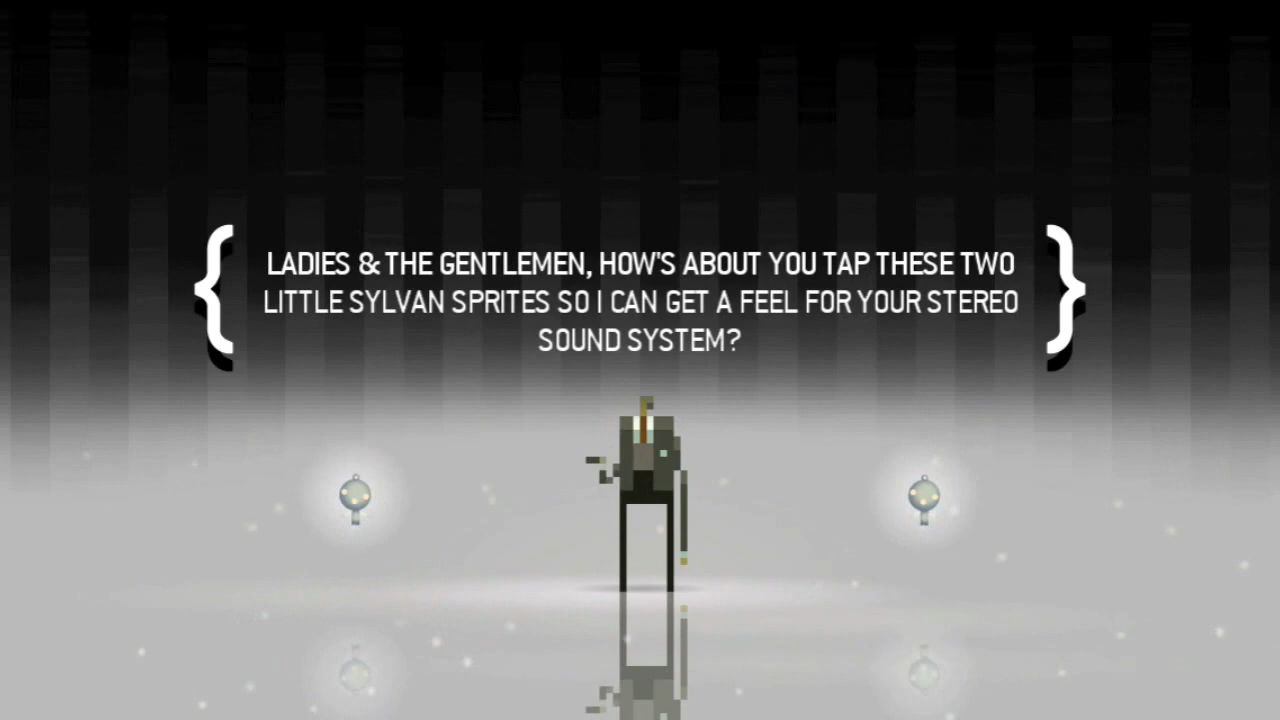 LADIES & THE GENTLEMEN, HOW'S ABOUT YOU TAP THESE TWO
LITTLE SYLVAN SPRITES SO I CAN GET A FEEL FOR YOUR STEREO
SOUND SYSTEM?